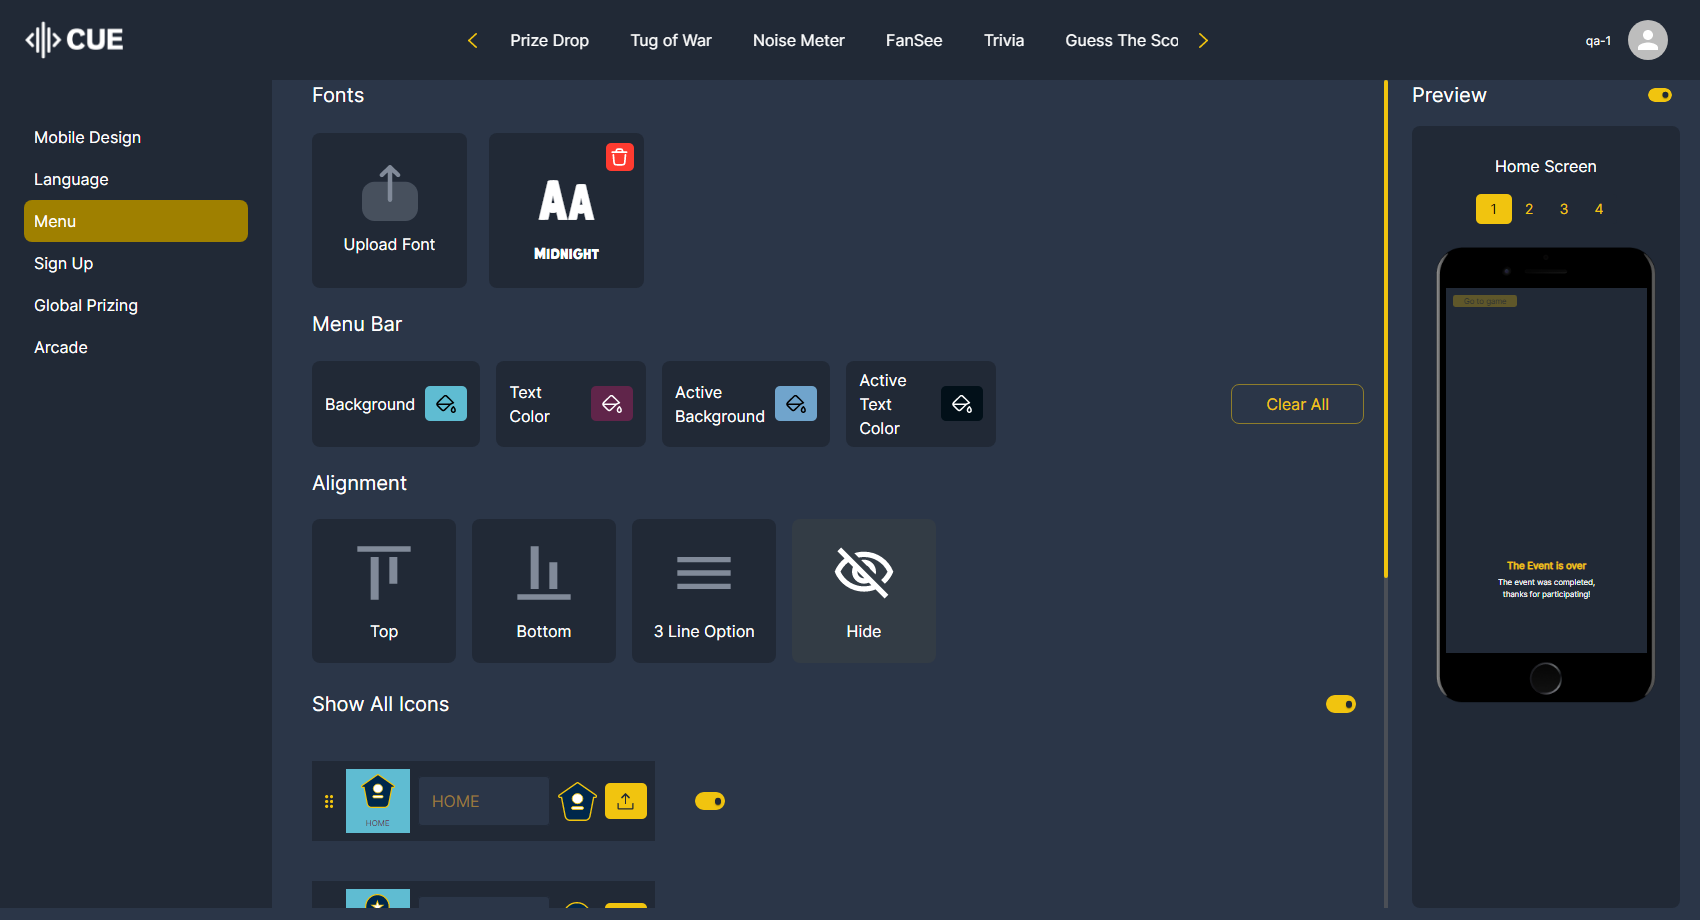 CUE
Prize Drop
Tug of War
Noise Meter
FanSee
Trivia
Guess The Sco
qa-1
Mobile Design
Language
Menu
Sign Up
Global Prizing
Arcade
Fonts
Upload Font
AA
MIDNIGHT
Menu Bar
Background
Text
Color
Active
Background
Active
Text
Color
Clear All
Alignment
Top
Bottom
3 Line Option
Hide
Show All Icons
HOME
HOME
Preview
Home Screen
1 2 3 4
Go to game
The Event is over
The event was completed,
thanks for participating!